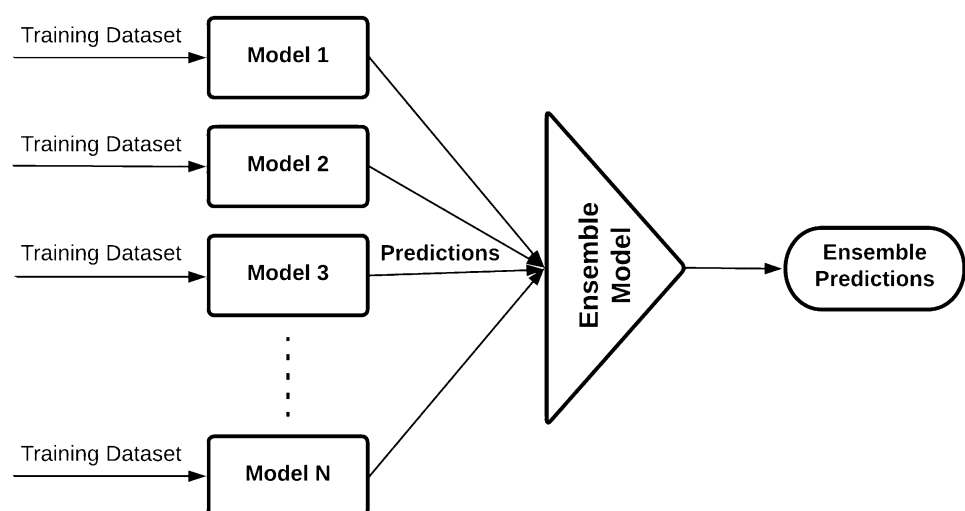 Training Dataset
Model 1
Training Dataset
Model 2
Training Dataset
Model 3
Predictions
Training Dataset
Model N
Ensemble
Model
Ensemble
Predictions